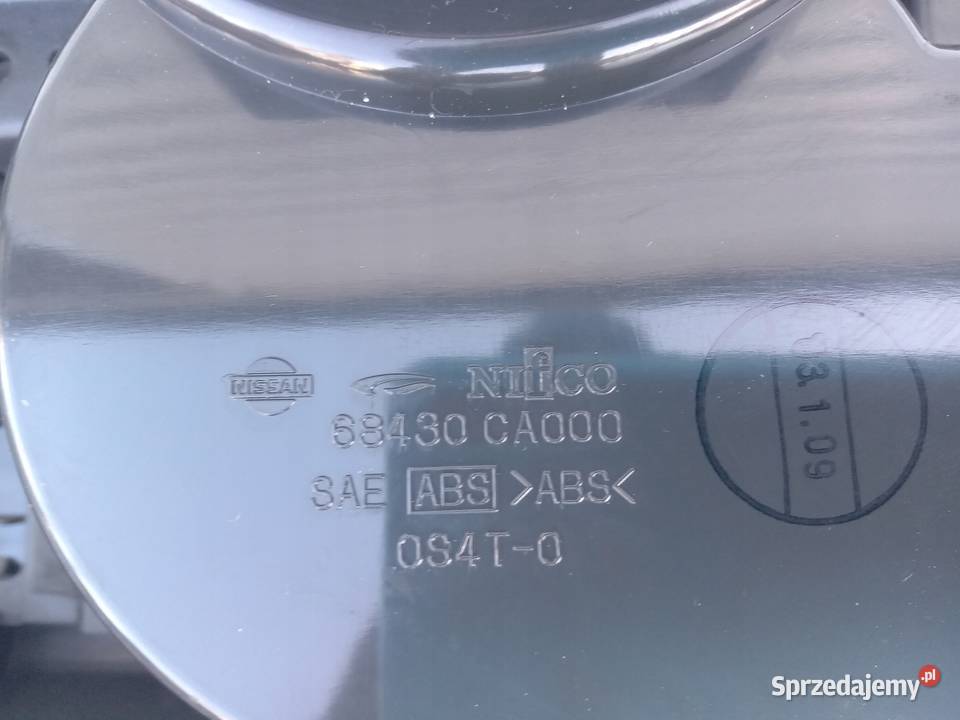 NISSAN NIfCO
68430 CA000
SAE ABS >ABS<
0S4T-0
03.1.09
Sprzedajemy.pl